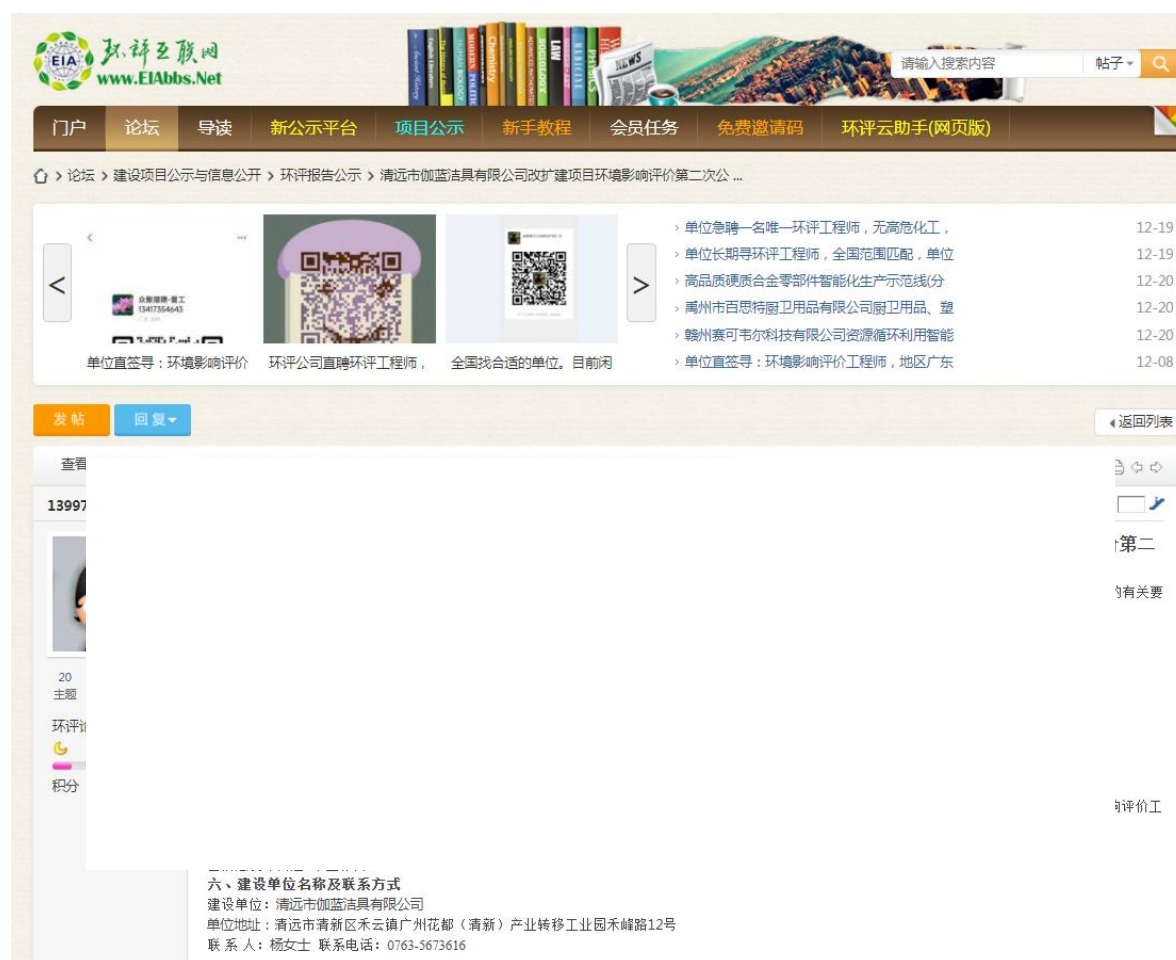 EIA
环评互联网
www.EIAbbs.Net
LAW
NEWS
请输入搜索内容
帖子
门户
论坛
导读
新公示平台
项目公示
新手教程
会员任务
免费邀请码
环评云助手(网页版)
论坛 › 建设项目公示与信息公开 › 环评报告公示 › 清远市伽蓝洁具有限公司改扩建项目环境影响评价第二次公 ...
众智环境-董工
13417354643
单位直签寻：环境影响评价
环评公司直聘环评工程师，
全国找合适的单位。目前闲
单位急聘—名唯一环评工程师，无高危化工， 12-19
单位长期寻环评工程师，全国范围匹配，单位 12-19
高品质硬质合金零部件智能化生产示范线(分 12-20
禹州市百思特厨卫用品有限公司厨卫用品、塑 12-20
赣州赛可韦尔科技有限公司资源循环利用智能 12-20
单位直签寻：环境影响评价工程师，地区广东 12-08
发帖
回复
返回列表
查看
13997
第二
的有关要
20
主题
环评论
积分
响评价工
六、建设单位名称及联系方式
建设单位：清远市伽蓝洁具有限公司
单位地址：清远市清新区禾云镇广州花都（清新）产业转移工业园禾峰路12号
联 系 人：杨女士 联系电话：0763-5673616